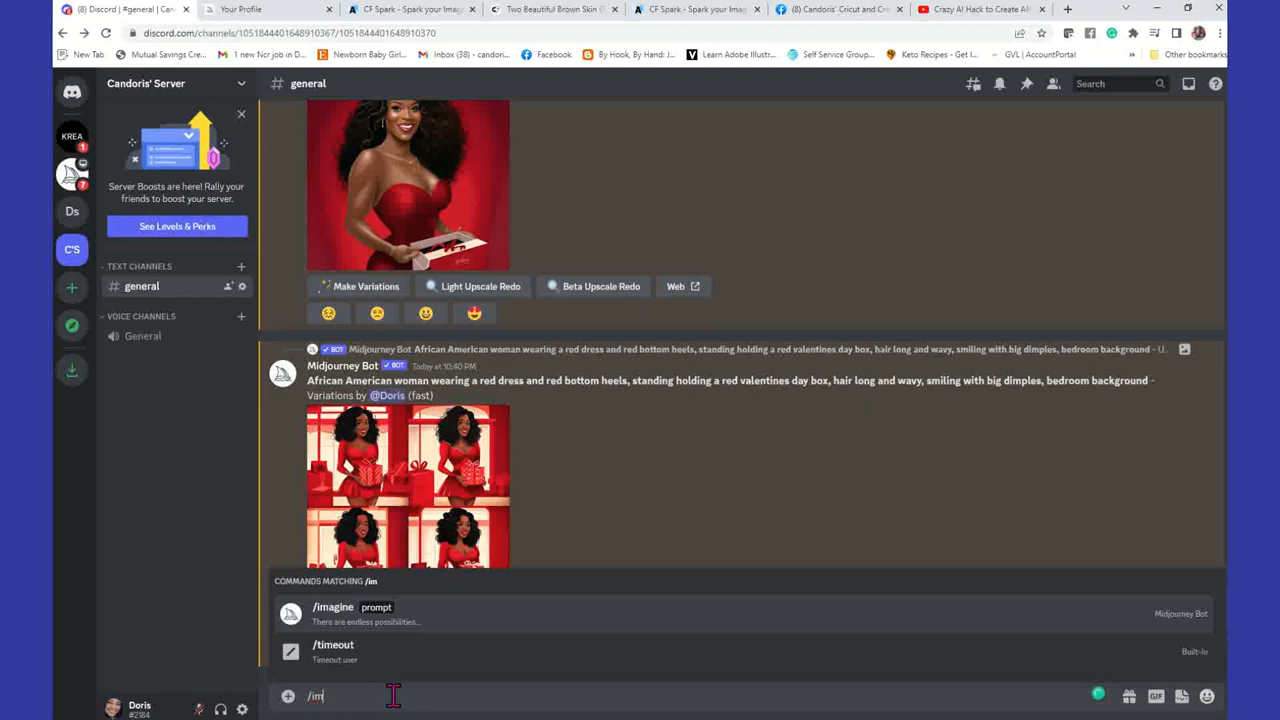 (8) Discord | #general | Cand
Your Profile
CF Spark - Spark your Imag
Two Beautiful Brown Skin
CF Spark - Spark your Imag
(8) Candoris' Cricut and Cr
Crazy AI Hack to Create A
discord.com/channels/1051844401648910367/1051844401648910370
New Tab
Mutual Savings Cre...
1 new Ncr job in D...
Newborn Baby Girl...
Inbox (38) - candori...
Facebook
By Hook, By Hand: J...
Learn Adobe Illustr...
Self Service Group...
Keto Recipes - Get I...
GVL | AccountPortal
Other bookmarks
Candoris' Server
general
Search
KREA
1
7
Ds
C'S
Server Boosts are here! Rally your
friends to boost your server.
See Levels & Perks
TEXT CHANNELS
general
VOICE CHANNELS
General
Make Variations
Light Upscale Redo
Beta Upscale Redo
Web
BOT Midjourney Bot African American woman wearing a red dress and red bottom heels, standing holding a red valentines day box, hair long and wavy, smiling with big dimples, bedroom background - U...
Midjourney Bot BOT Today at 10:40 PM
African American woman wearing a red dress and red bottom heels, standing holding a red valentines day box, hair long and wavy, smiling with big dimples, bedroom background -
Variations by @Doris (fast)
COMMANDS MATCHING /im
/imagine prompt
There are endless possibilities...
Midjourney Bot
/timeout
Timeout user
Built-In
/im
GIF
Doris
#2184